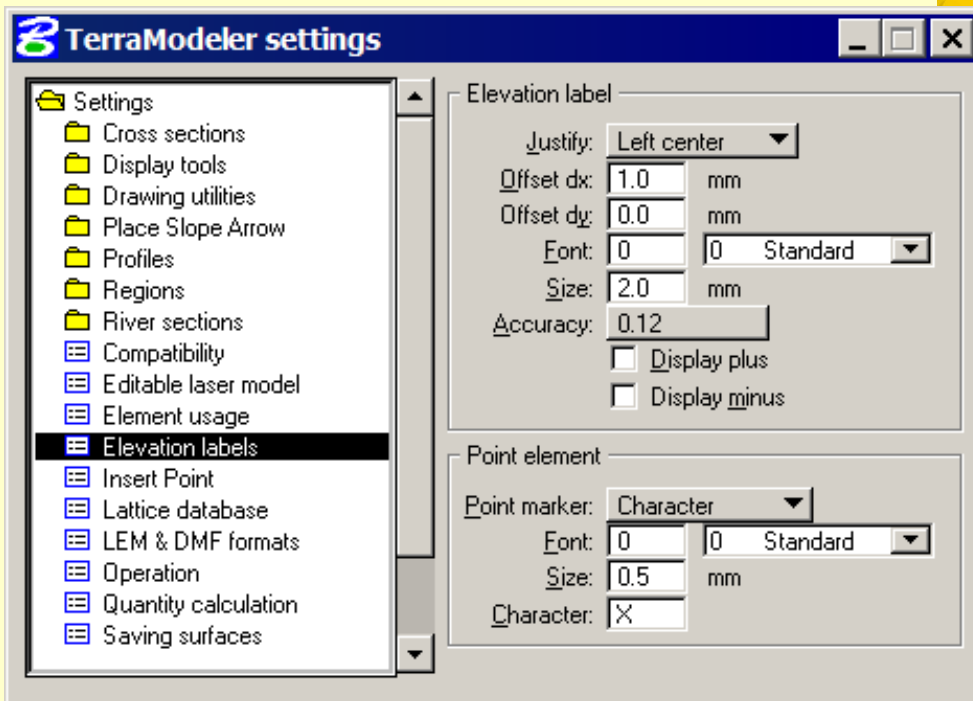 TerraModeler settings
Settings
Cross sections
Display tools
Drawing utilities
Place Slope Arrow
Profiles
Regions
River sections
Compatibility
Editable laser model
Element usage
Elevation labels
Insert Point
Lattice database
LEM & DMF formats
Operation
Quantity calculation
Saving surfaces
Elevation label
Justify: Left center
Offset dx: 1.0 mm
Offset dy: 0.0 mm
Font: 0 0 Standard
Size: 2.0 mm
Accuracy: 0.12
Display plus
Display minus
Point element
Point marker: Character
Font: 0 0 Standard
Size: 0.5 mm
Character: X